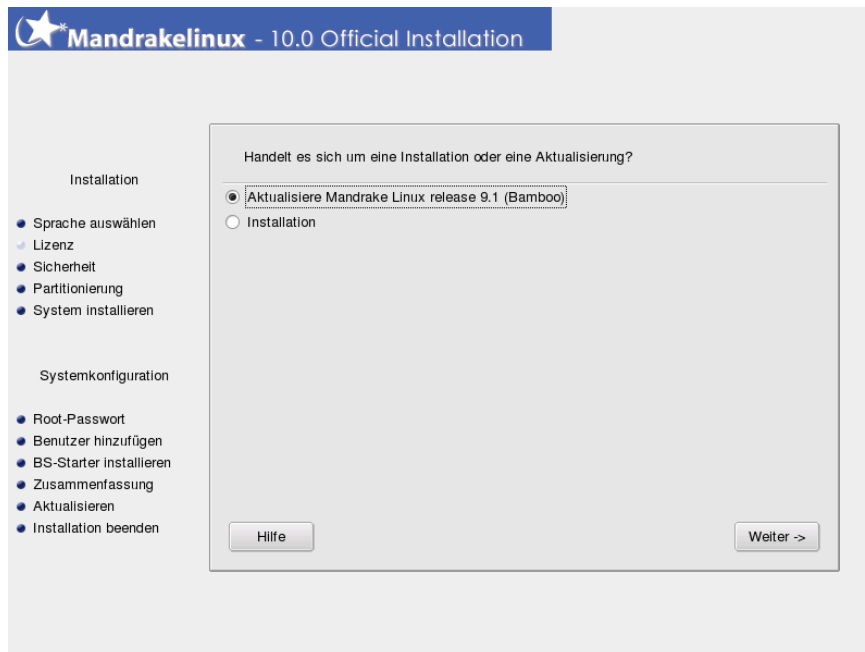 Mandrakelinux - 10.0 Official Installation
Installation
Sprache auswählen
Lizenz
Sicherheit
Partitionierung
System installieren
Systemkonfiguration
Root-Passwort
Benutzer hinzufügen
BS-Starter installieren
Zusammenfassung
Aktualisieren
Installation beenden
Handelt es sich um eine Installation oder eine Aktualisierung?
Aktualisiere Mandrake Linux release 9.1 (Bamboo)
Installation
Hilfe
Weiter ->